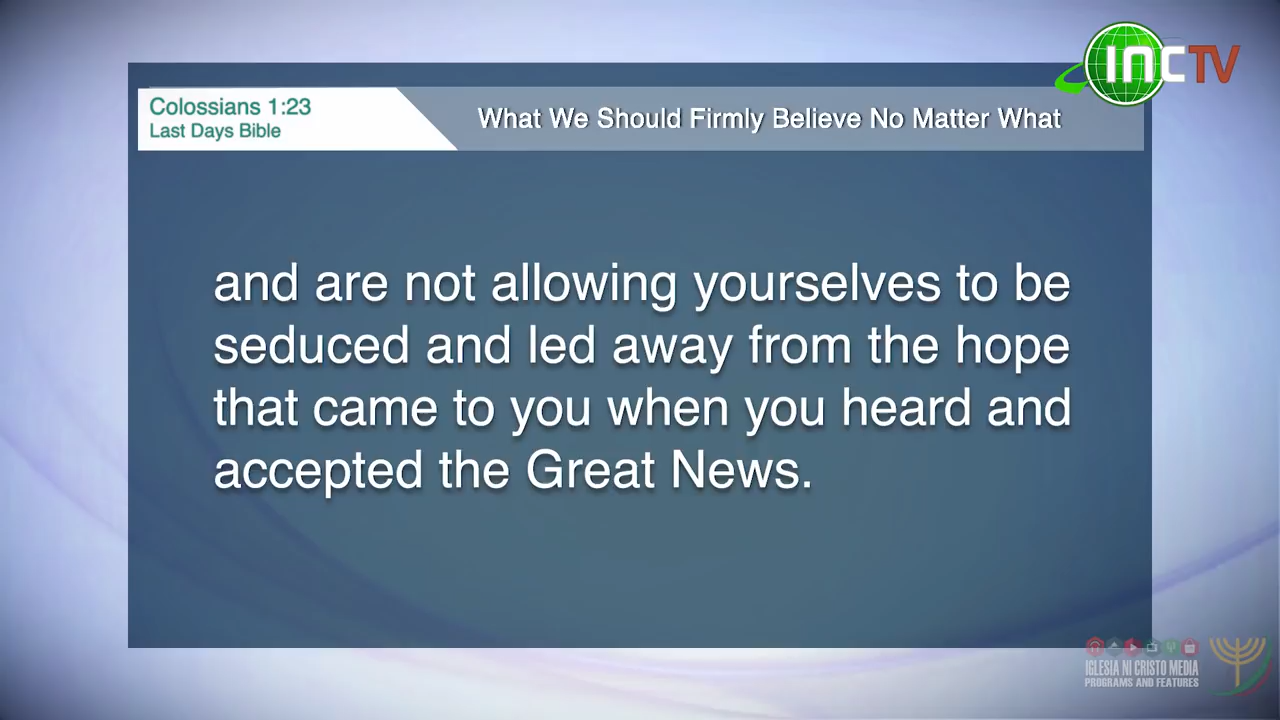 INCTV
Colossians 1:23
Last Days Bible
What We Should Firmly Believe No Matter What
and are not allowing yourselves to be
seduced and led away from the hope
that came to you when you heard and
accepted the Great News.
IGLESIA NI CRISTO MEDIA
PROGRAMS AND FEATURES